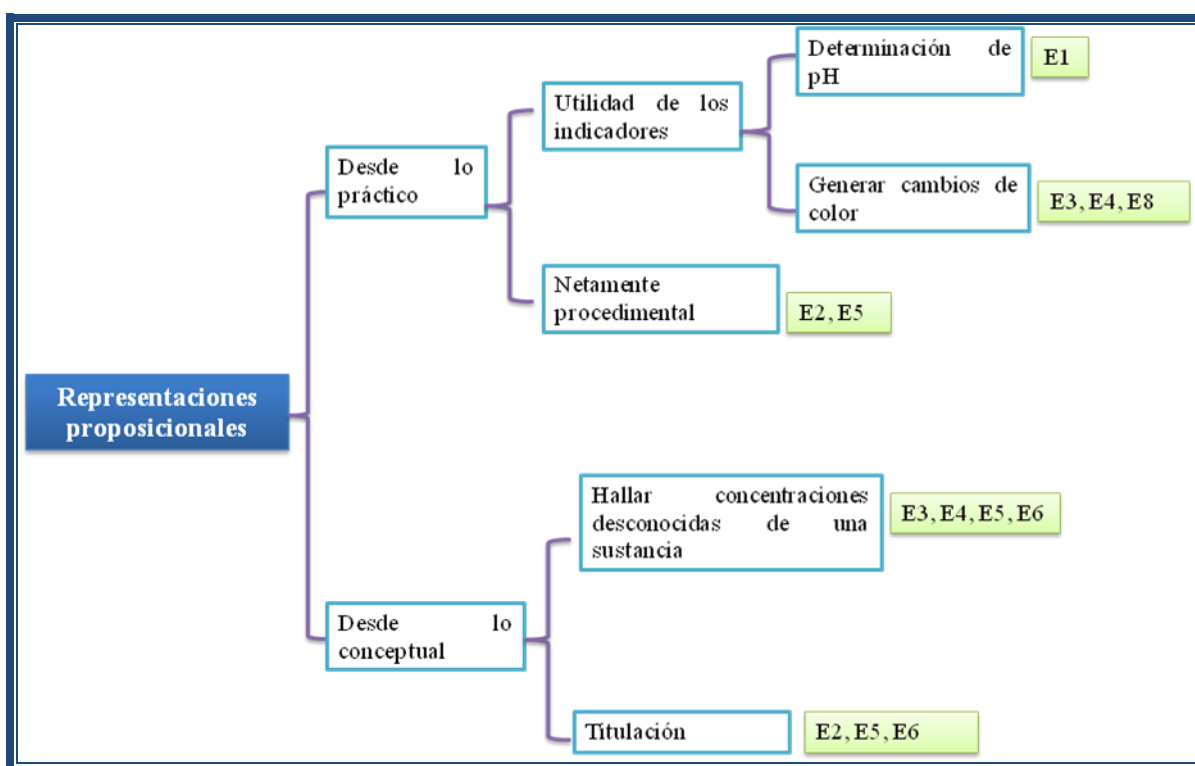 Determinación de
pH
E1
Utilidad de los
indicadores
Desde lo
práctico
Generar cambios de
color
E3, E4, E8
Netamente
procedimental
E2, E5
Representaciones
proposicionales
Hallar concentraciones
desconocidas de una
sustancia
E3, E4, E5, E6
Desde lo
conceptual
Titulación
E2, E5, E6